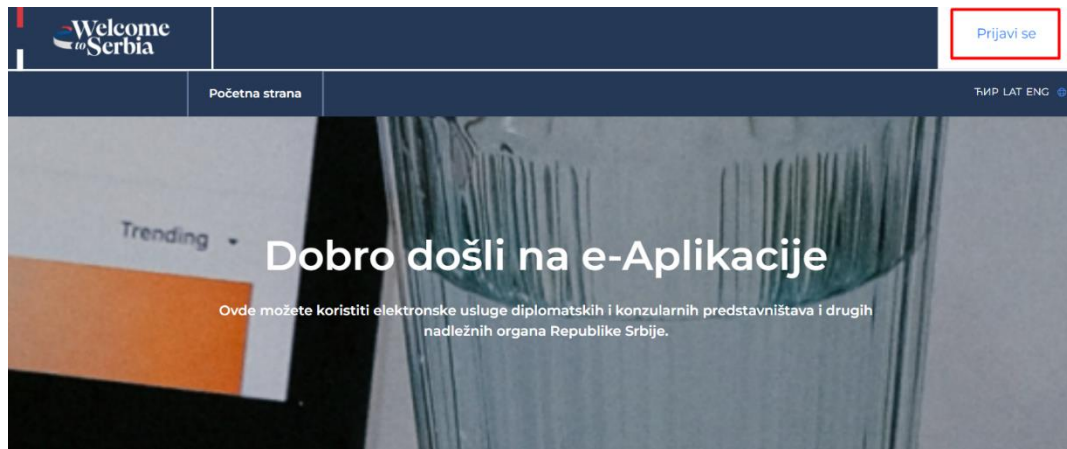 Welcome
to Serbia
Prijavi se
Početna strana
ЋИР LAT ENG
Trending
Dobro došli na e-Aplikacije
Ovde možete koristiti elektronske usluge diplomatskih i konzularnih predstavništava i drugih
nadležnih organa Republike Srbije.